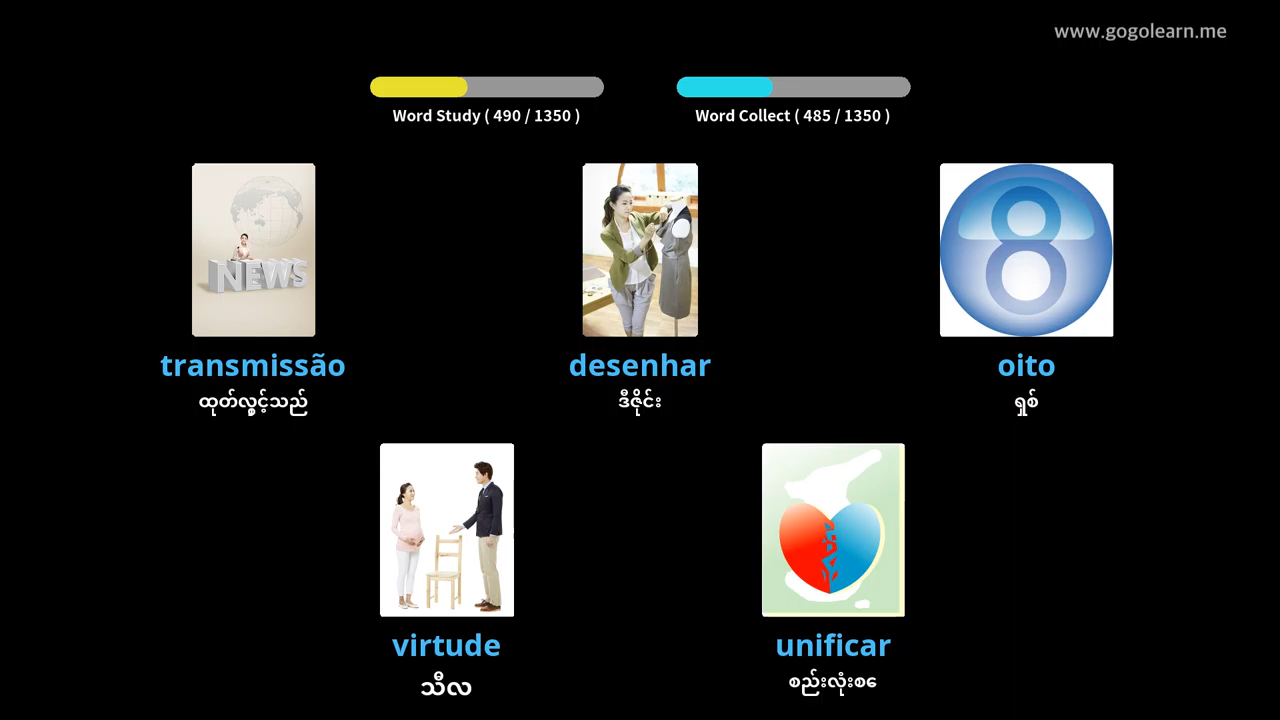 www.gogolearn.me
Word Study ( 490 / 1350 )
Word Collect ( 485 / 1350 )
NEWS
8
transmissão
desenhar
oito
ထုတ်လွှင့်သည်
ဒီဇိုင်း
ရှစ်
virtude
unificar
သီလ
စည်းလုံးစေ